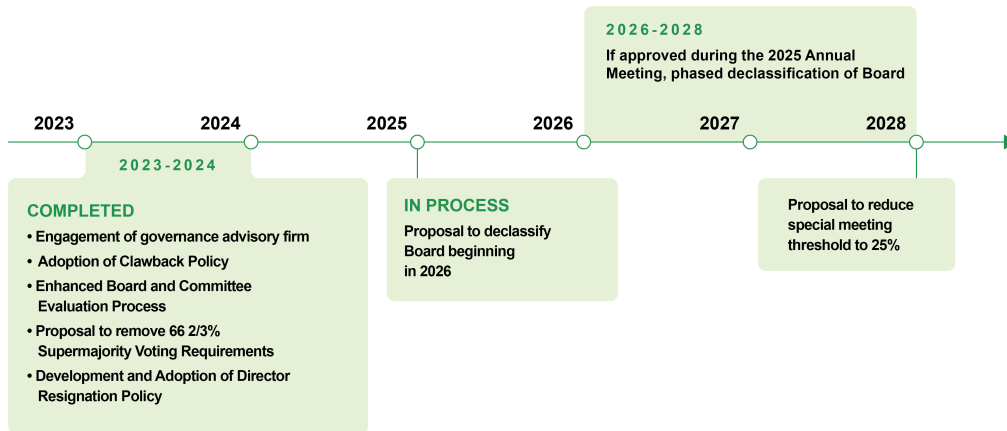 2026-2028
If approved during the 2025 Annual
Meeting, phased declassification of Board
2023
2024
2025
2026
2027
2028
2023-2024
COMPLETED
• Engagement of governance advisory firm
• Adoption of Clawback Policy
• Enhanced Board and Committee
Evaluation Process
• Proposal to remove 66 2/3%
Supermajority Voting Requirements
• Development and Adoption of Director
Resignation Policy
IN PROCESS
Proposal to declassify
Board beginning
in 2026
Proposal to reduce
special meeting
threshold to 25%